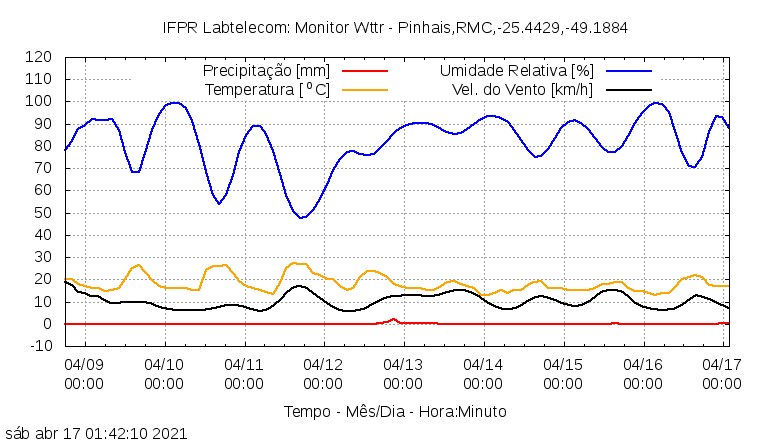 IFPR Labtelecom: Monitor Wttr - Pinhais,RMC,-25.4429,-49.1884
120
110
100
90
80
70
60
50
40
30
20
10
0
-10
Precipitação [mm]
Temperatura [⁰C]
Umidade Relativa [%]
Vel. do Vento [km/h]
04/09 04/10 04/11 04/12 04/13 04/14 04/15 04/16 04/17
00:00 00:00 00:00 00:00 00:00 00:00 00:00 00:00 00:00
Tempo - Mês/Dia - Hora:Minuto
sáb abr 17 01:42:10 2021